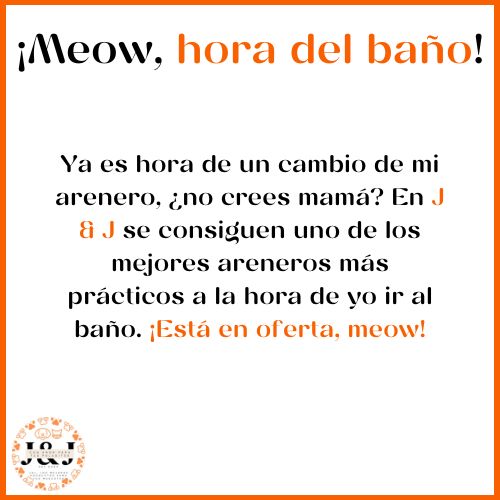 ¡Meow, hora del baño!
Ya es hora de un cambio de mi
arenero, ¿no crees mamá? En J
& J se consiguen uno de los
mejores areneros más
prácticos a la hora de yo ir al
baño. ¡Está en oferta, meow!
J&J